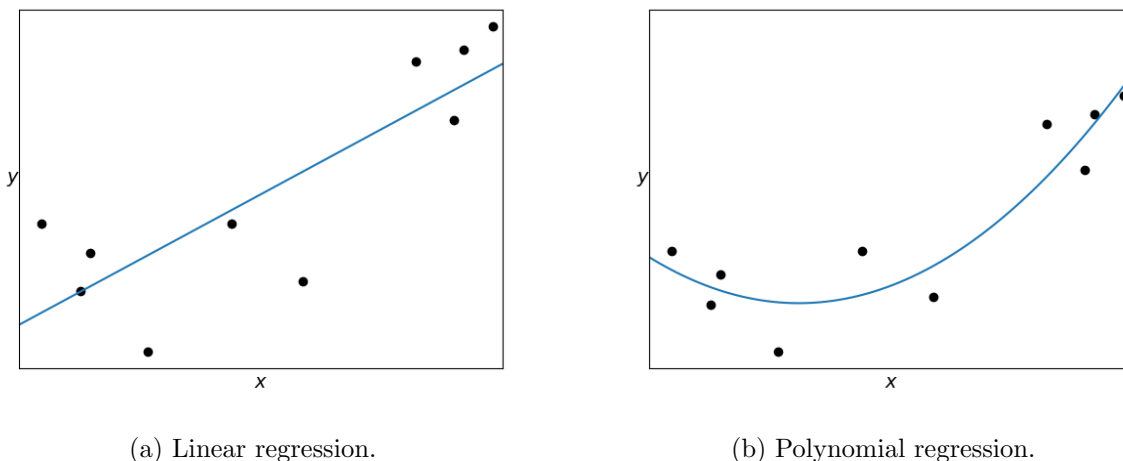 y
x
(a) Linear regression.
y
x
(b) Polynomial regression.